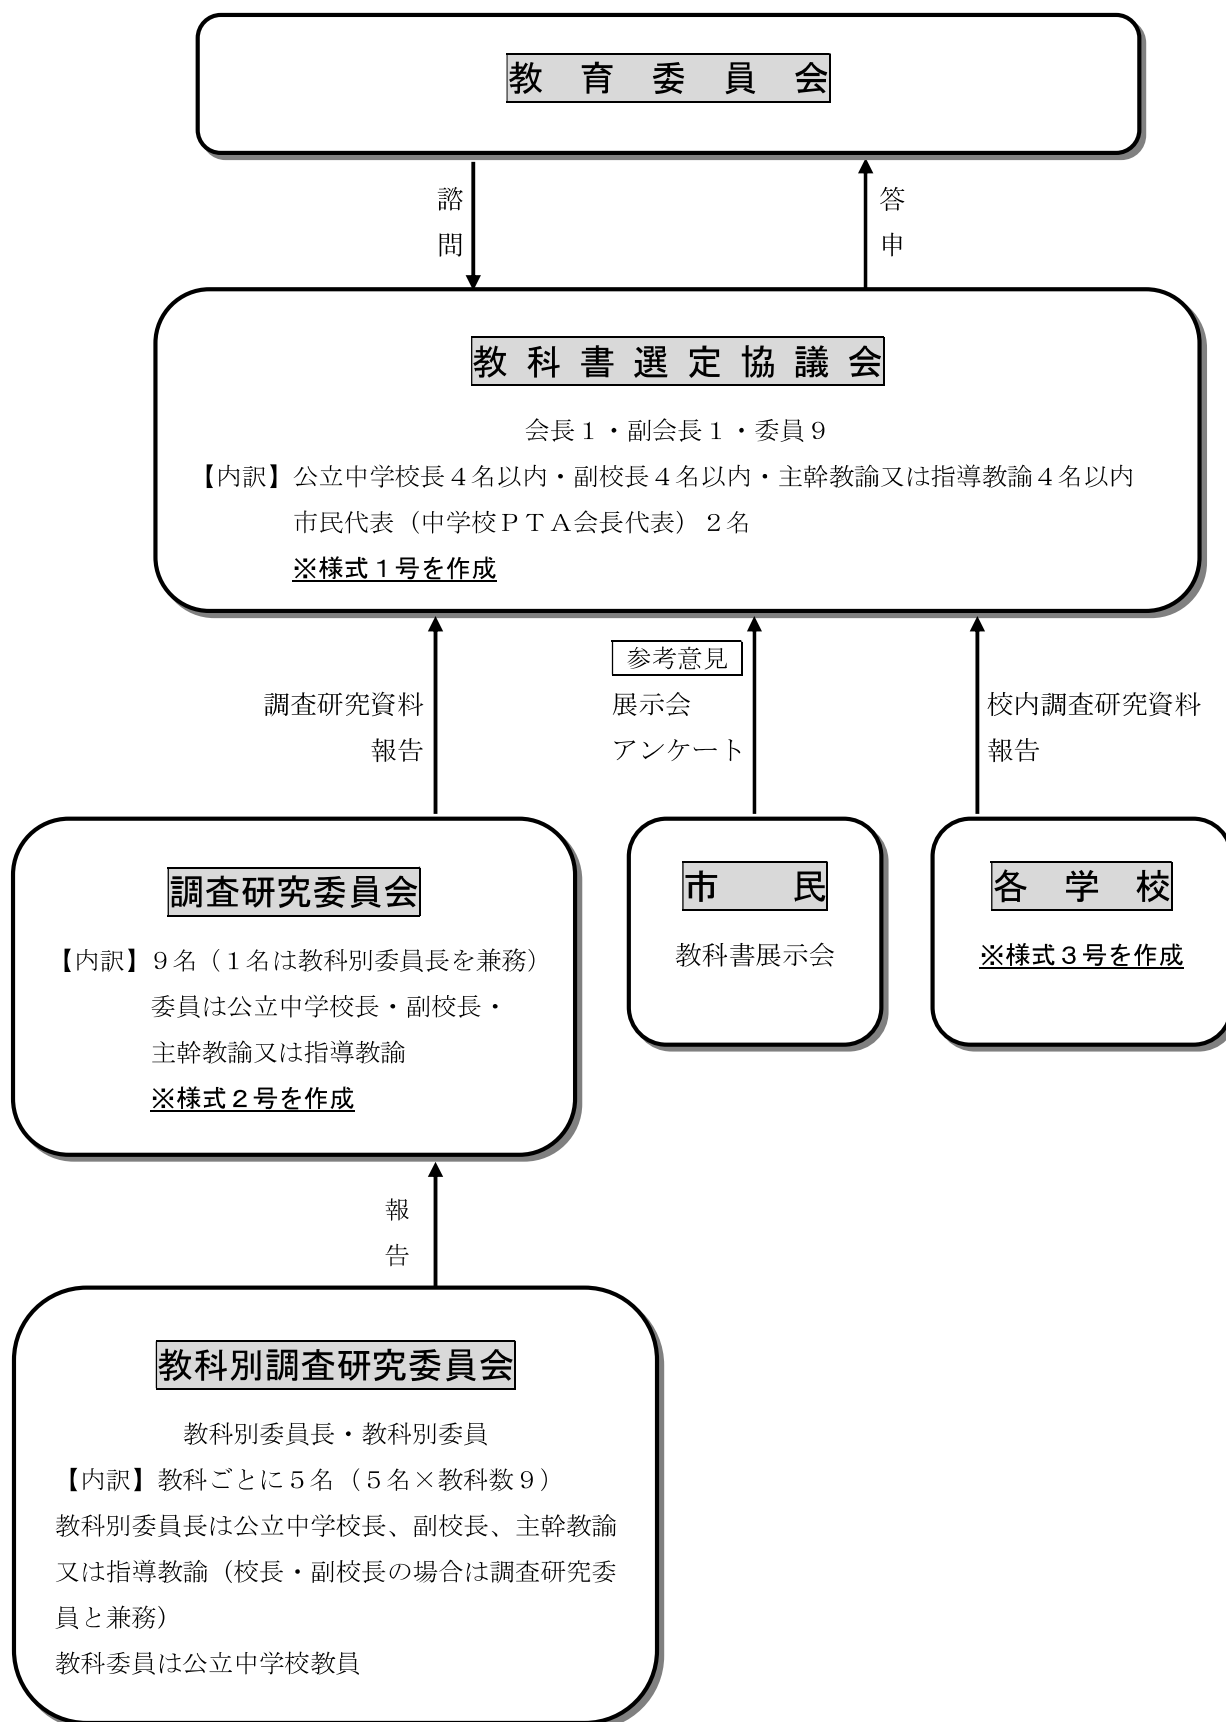 教育委員会
諮問
答申
教科書選定協議会
会長１・副会長１・委員９
【内訳】公立中学校長４名以内・副校長４名以内・主幹教諭又は指導教諭４名以内
市民代表（中学校ＰＴＡ会長代表）２名
※様式１号を作成
調査研究資料
報告
参考意見
展示会
アンケート
校内調査研究資料
報告
調査研究委員会
【内訳】９名（１名は教科別委員長を兼務）
委員は公立中学校長・副校長・
主幹教諭又は指導教諭
※様式２号を作成
市民
教科書展示会
各学校
※様式３号を作成
報告
教科別調査研究委員会
教科別委員長・教科別委員
【内訳】教科ごとに５名（５名×教科数９）
教科別委員長は公立中学校長、副校長、主幹教諭
又は指導教諭（校長・副校長の場合は調査研究委
員と兼務）
教科委員は公立中学校教員